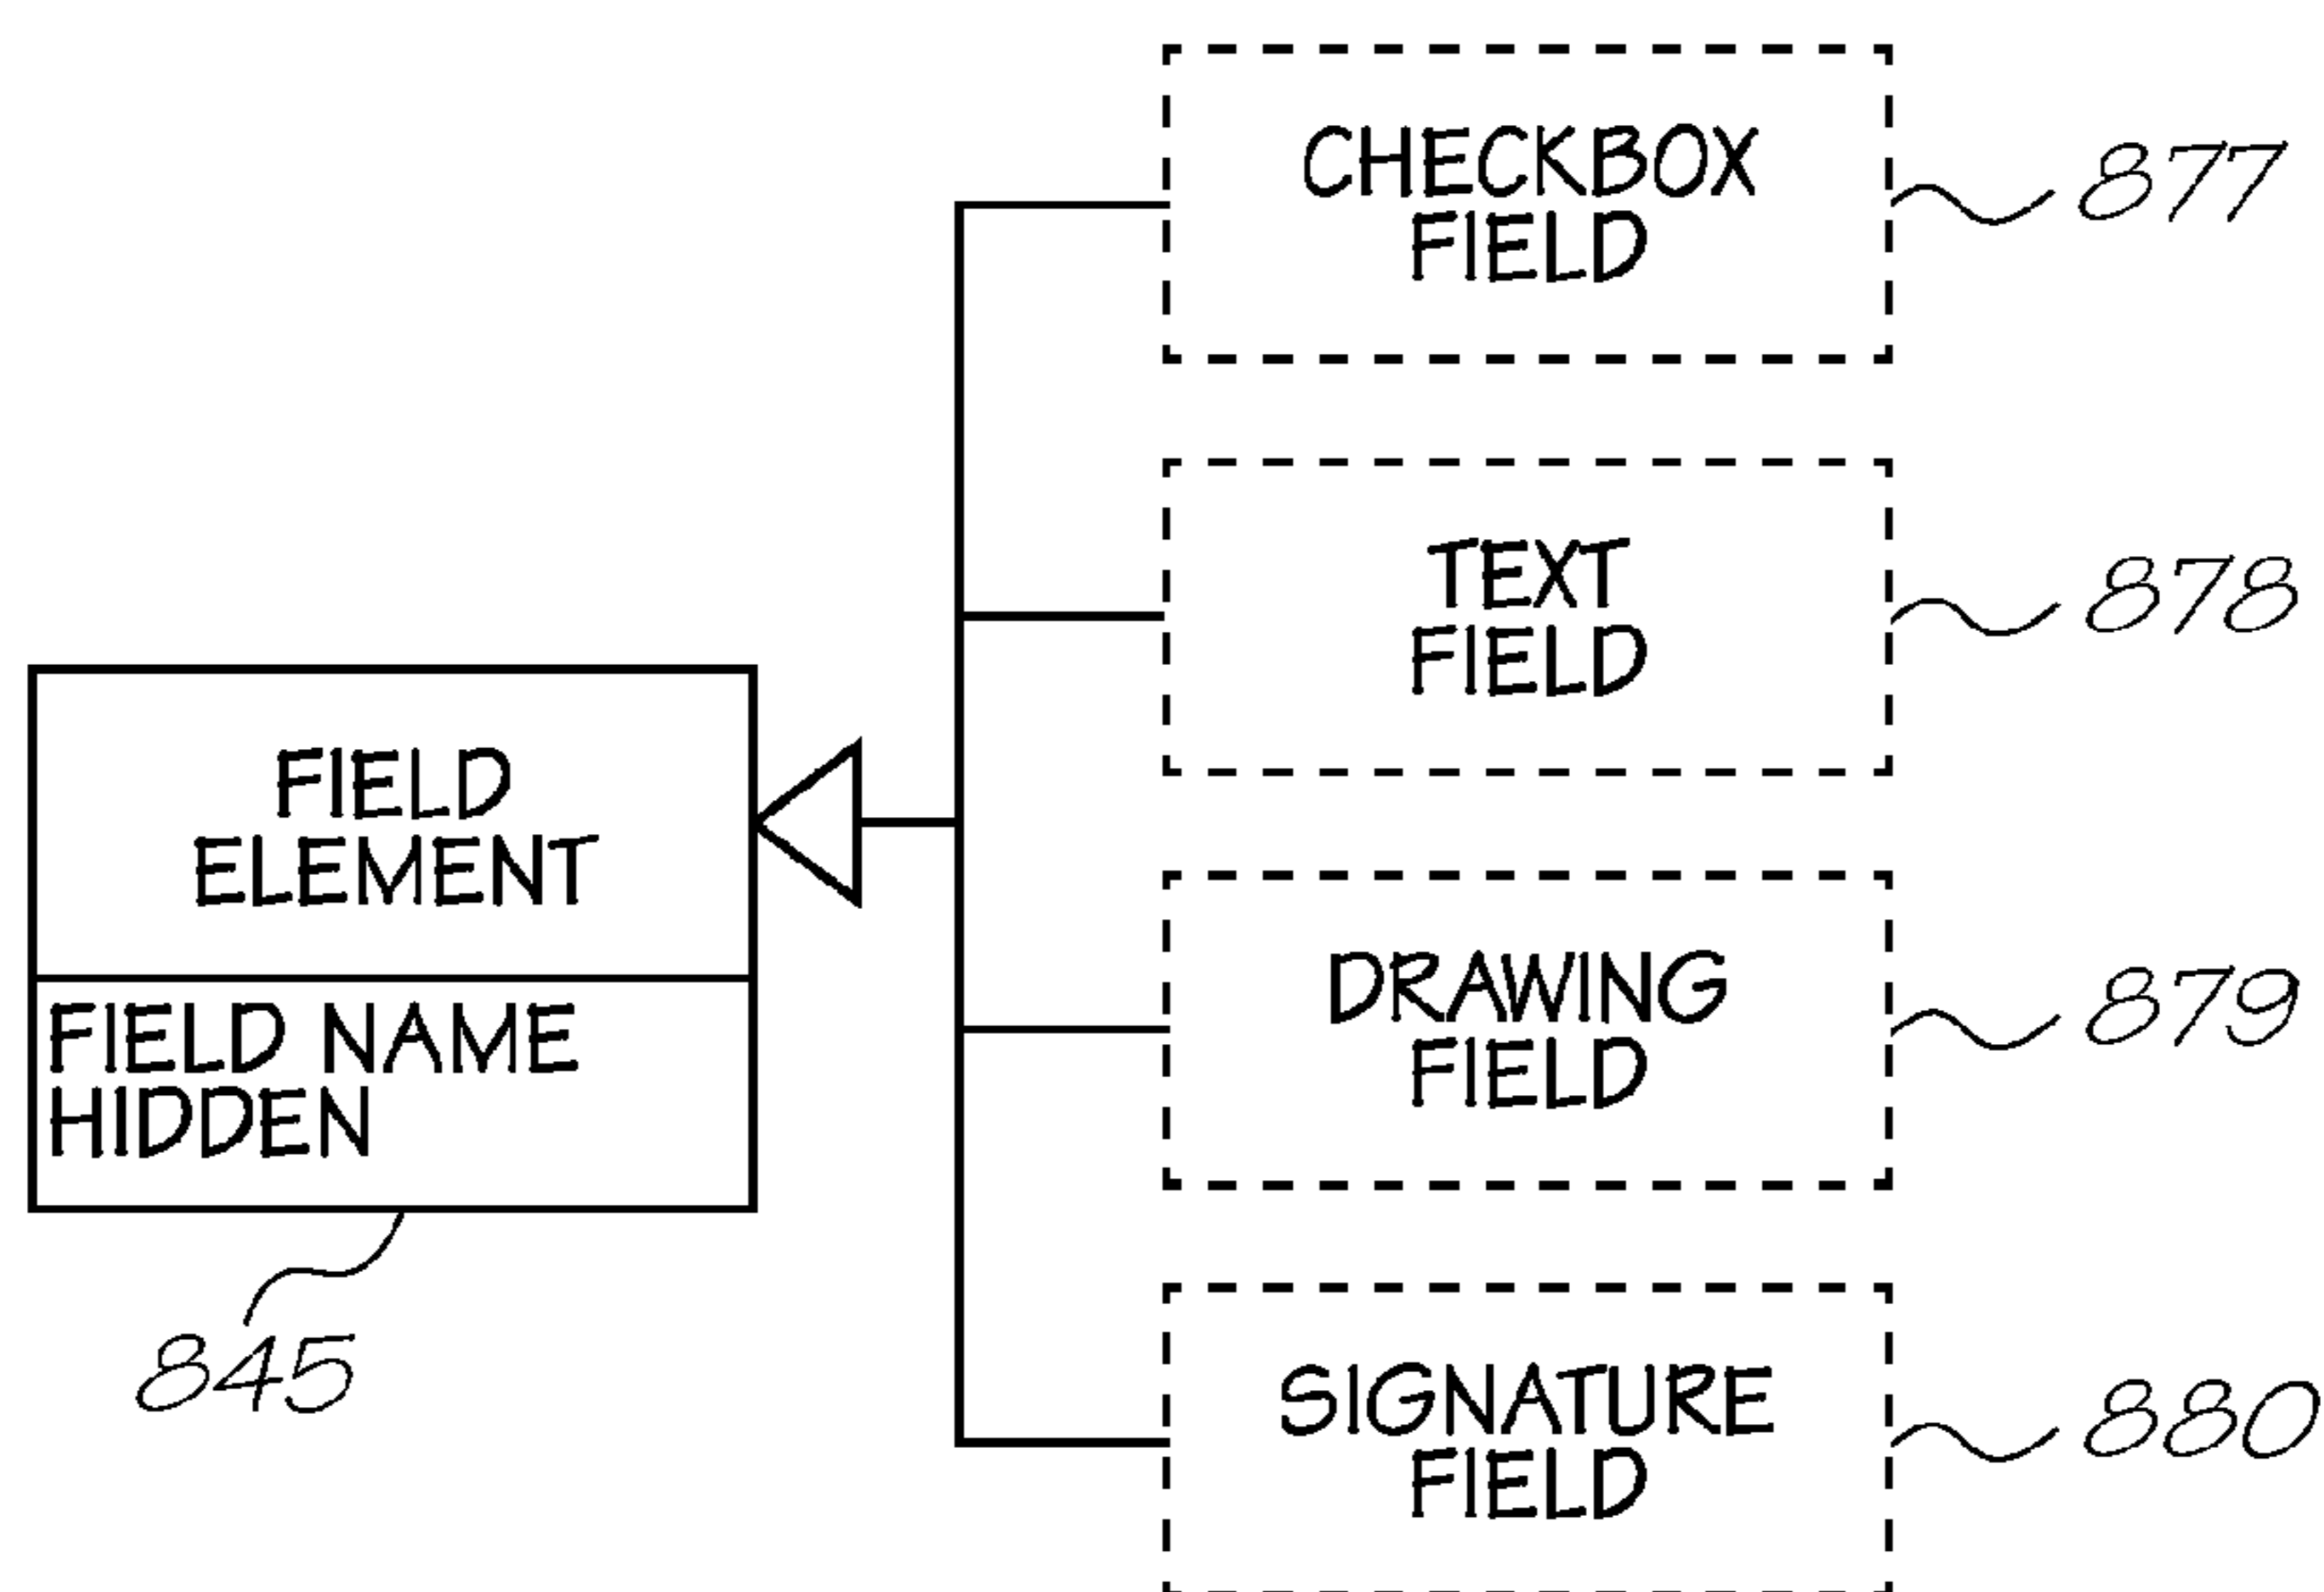 CHECKBOX
FIELD
877
TEXT
FIELD
878
FIELD
ELEMENT
FIELD NAME
HIDDEN
845
DRAWING
FIELD
879
SIGNATURE
FIELD
880